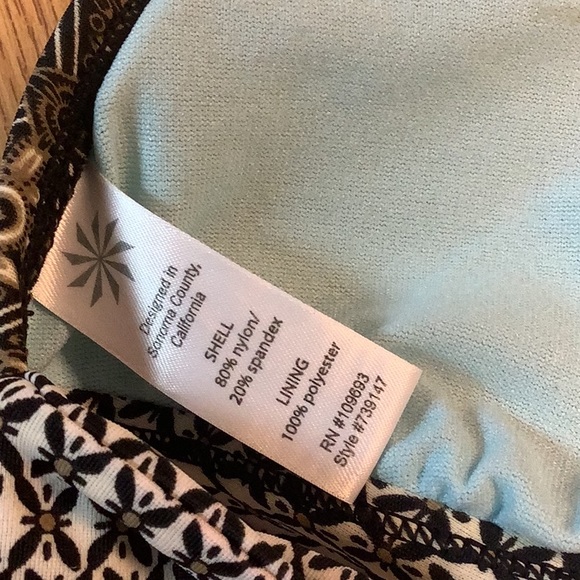 Designed in
Sonoma County,
California
SHELL
80% nylon/
20% spandex
LINING
100% polyester
RN #109693
Style #739147